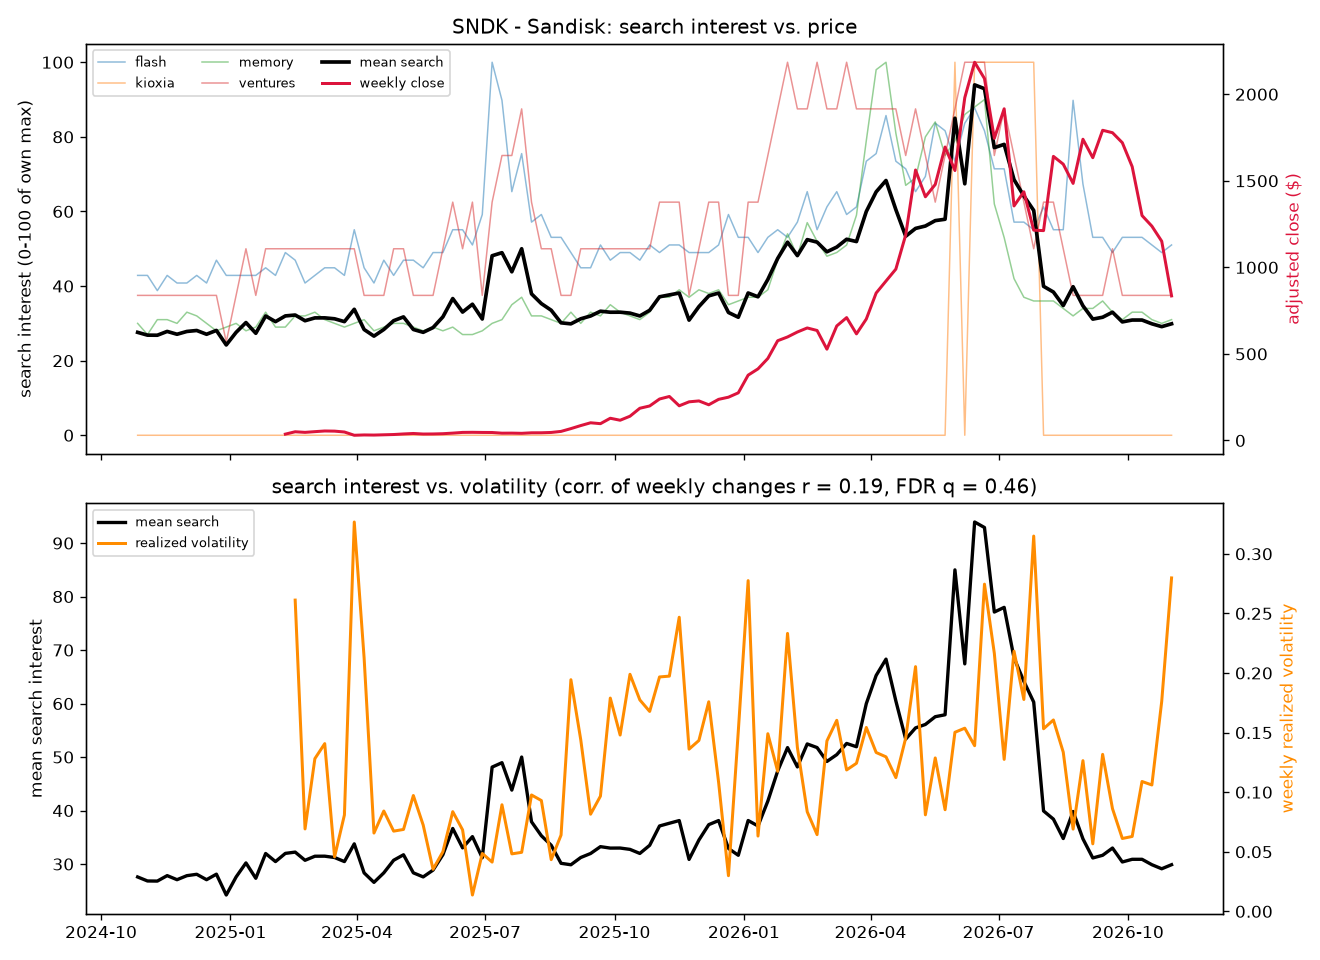 SNDK - Sandisk: search interest vs. price
flash
kioxia
memory
ventures
mean search
weekly close
search interest (0-100 of own max)
100
80
60
40
20
0
2000
1500
1000
500
0
adjusted close ($)
search interest vs. volatility (corr. of weekly changes r = 0.19, FDR q = 0.46)
mean search
realized volatility
mean search interest
90
80
70
60
50
40
30
0.30
0.25
0.20
0.15
0.10
0.05
0.00
weekly realized volatility
2024-10 2025-01 2025-04 2025-07 2025-10 2026-01 2026-04 2026-07 2026-10